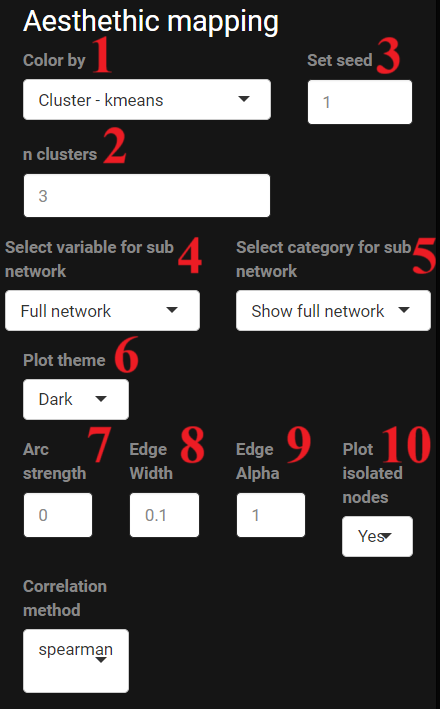 Aesthethic mapping
Color by 1
Set seed 3
Cluster - kmeans
1
n clusters 2
3
Select variable for sub
network 4
Select category for sub
network 5
Full network
Show full network
Plot theme 6
Dark
Arc
strength 7
Edge
Width 8
Edge
Alpha 9
Plot
isolated
nodes 10
0
0.1
1
Yes
Correlation
method
spearman